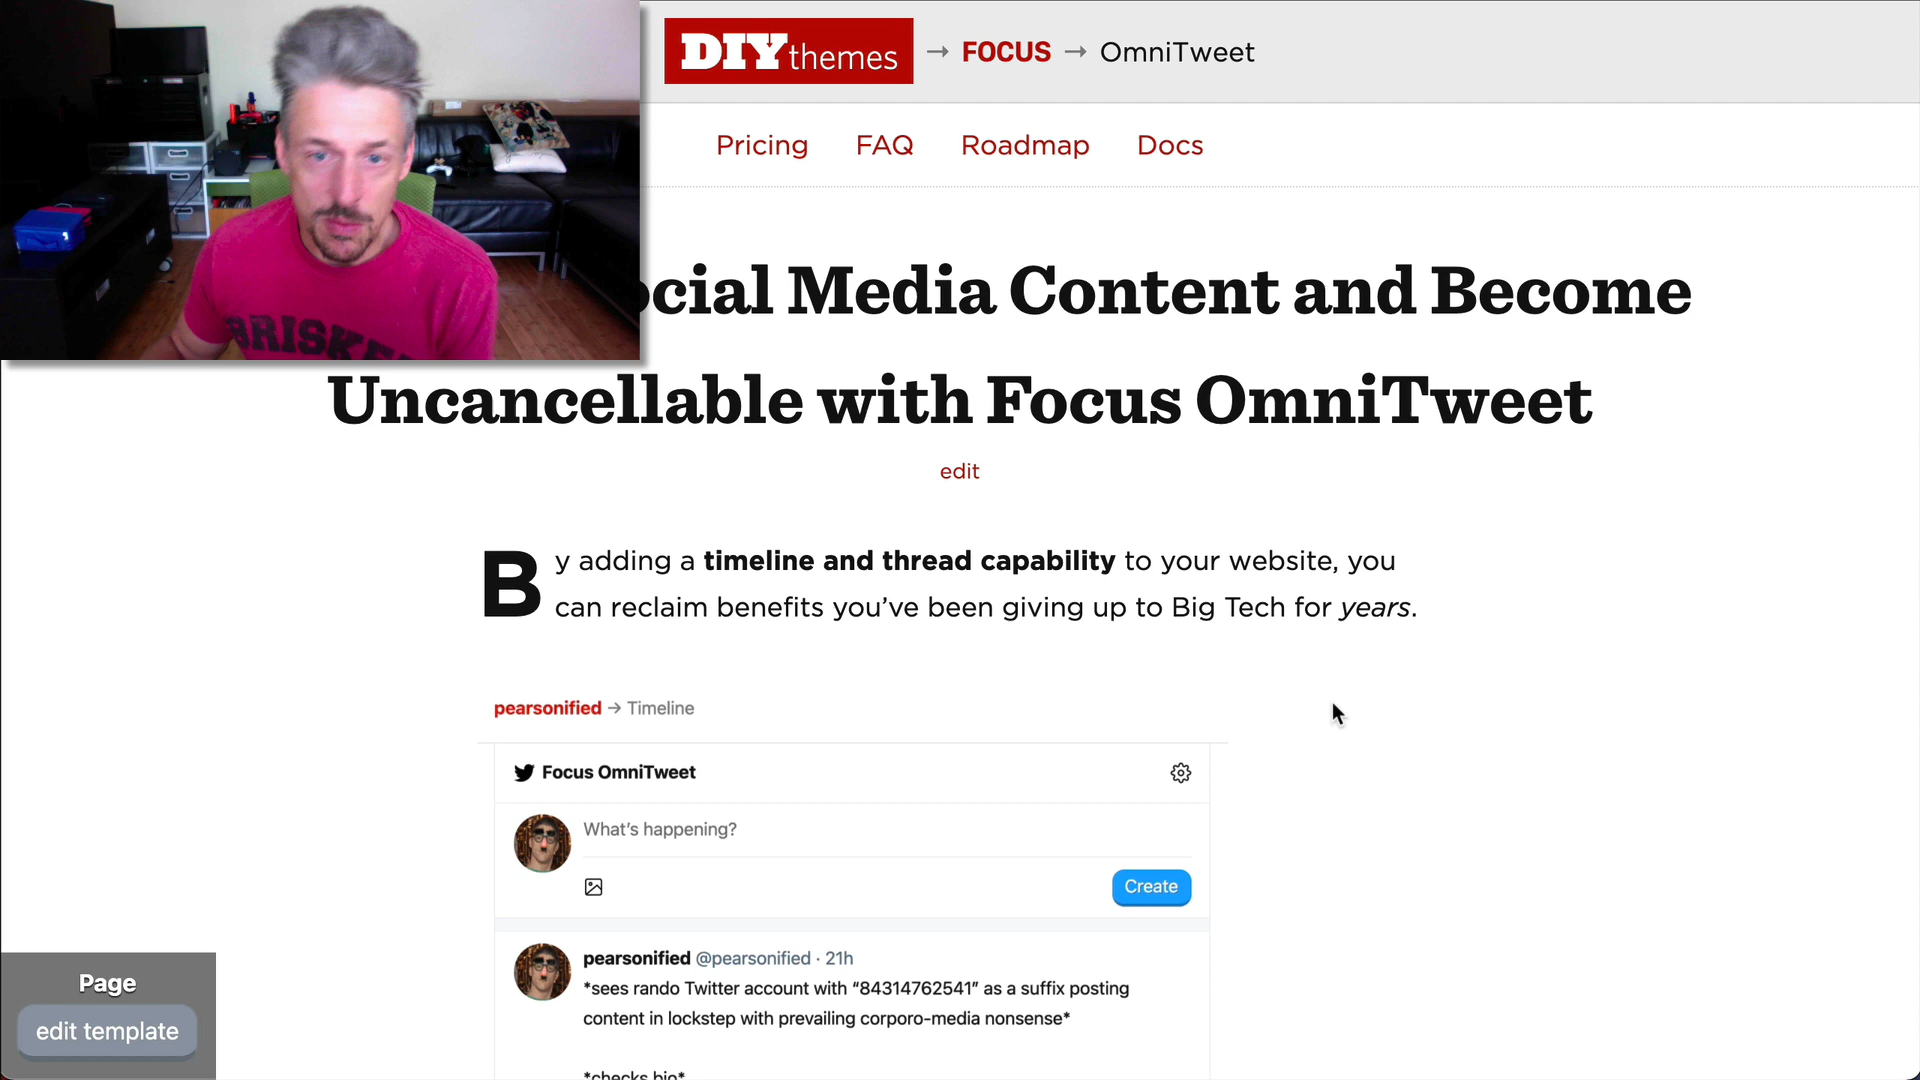 DIYthemes → FOCUS → OmniTweet
Pricing FAQ Roadmap Docs
cial Media Content and Become
Uncancellable with Focus OmniTweet
edit
By adding a timeline and thread capability to your website, you
can reclaim benefits you’ve been giving up to Big Tech for years.
pearsonified → Timeline
Focus OmniTweet
What’s happening?
Create
pearsonified @pearsonified · 21h
*sees rando Twitter account with “84314762541” as a suffix posting
content in lockstep with prevailing corporo-media nonsense*
*checks bio*
Page
edit template